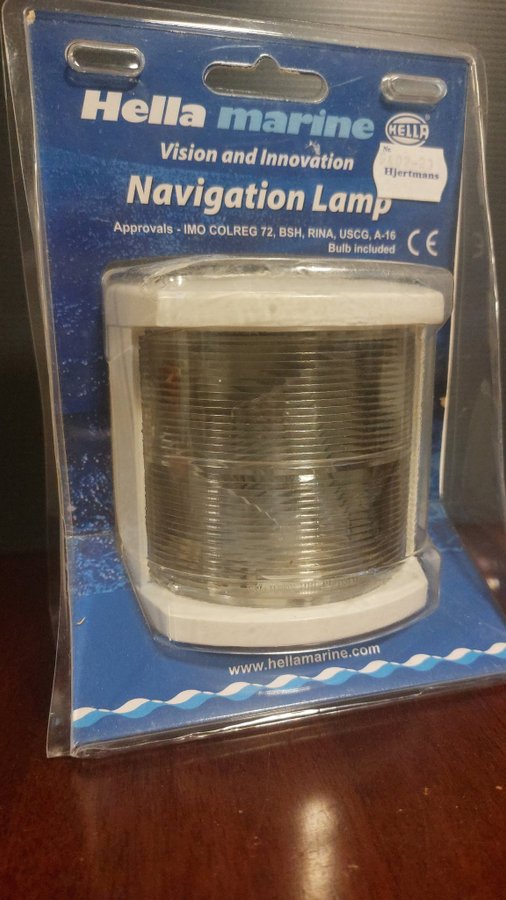 Hella marine
HELLA
Vision and Innovation
Nr.
Hjertmans
Navigation Lamp
Approvals - IMO COLREG 72, BSH, RINA, USCG, A-16
Bulb included
CE
www.hellamarine.com